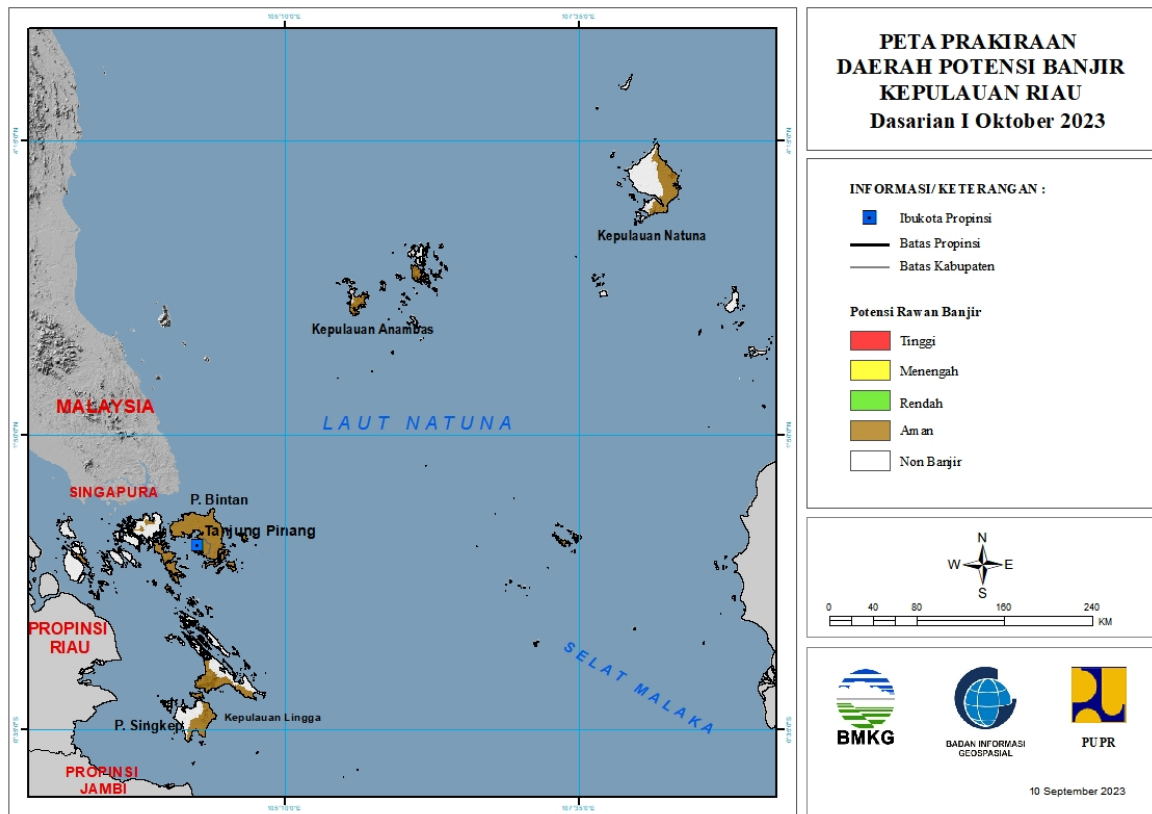 PETA PRAKIRAAN
DAERAH POTENSI BANJIR
KEPULAUAN RIAU
Dasarian I Oktober 2023
INFORMASI/ KETERANGAN :
Ibukota Propinsi
Batas Propinsi
Batas Kabupaten
Potensi Rawan Banjir
Tinggi
Menengah
Rendah
Aman
Non Banjir
N
W E
S
0 40 80 160 240
KM
BMKG
BADAN INFORMASI
GEOSPASIAL
PUPR
10 September 2023
Kepulauan Natuna
Kepulauan Anambas
MALAYSIA
LAUT NATUNA
SINGAPURA
P. Bintan
Tanjung Pinang
PROPINSI
RIAU
SELAT MALAKA
P. Singkep
Kepulauan Lingga
PROPINSI
JAMBI